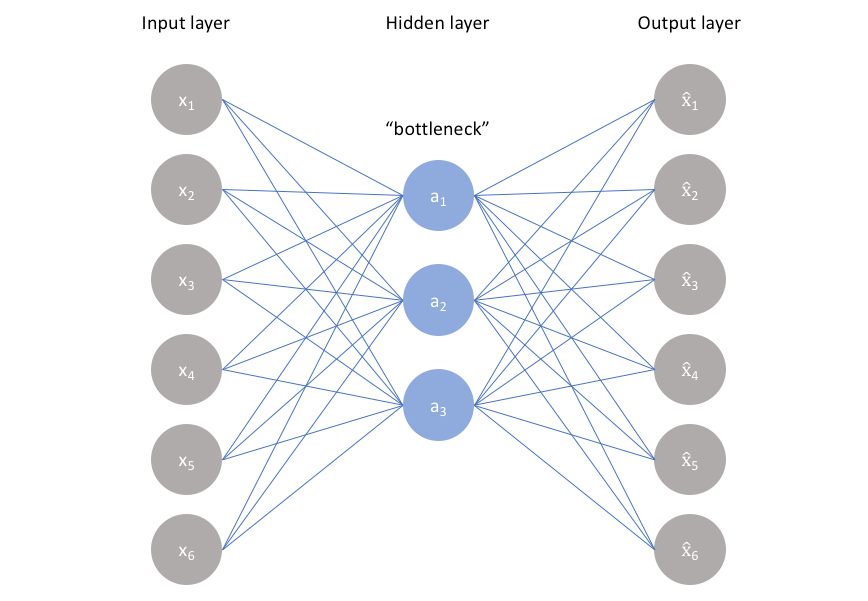 Input layer
Hidden layer
Output layer
“bottleneck”
x₁
x₂
x₃
x₄
x₅
x₆
a₁
a₂
a₃
x̂₁
x̂₂
x̂₃
x̂₄
x̂₅
x̂₆